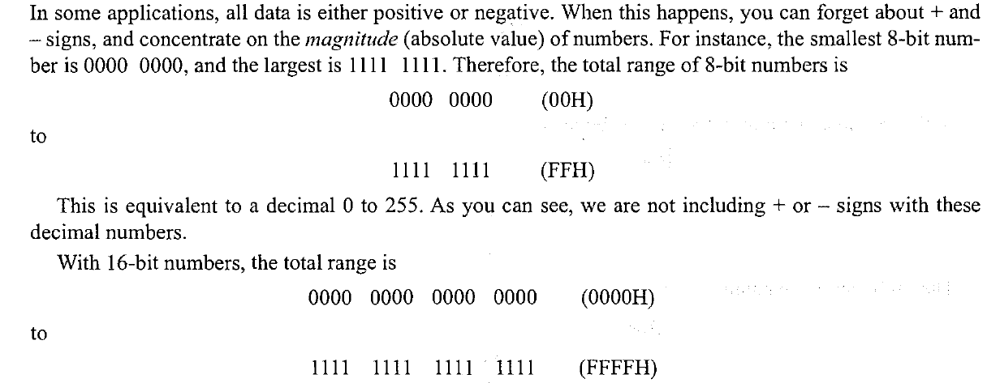 In some applications, all data is either positive or negative. When this happens, you can forget about + and
– signs, and concentrate on the magnitude (absolute value) of numbers. For instance, the smallest 8-bit num-
ber is 0000 0000, and the largest is 1111 1111. Therefore, the total range of 8-bit numbers is
0000 0000 (00H)
to
1111 1111 (FFH)
This is equivalent to a decimal 0 to 255. As you can see, we are not including + or – signs with these
decimal numbers.
With 16-bit numbers, the total range is
0000 0000 0000 0000 (0000H)
to
1111 1111 1111 1111 (FFFFH)